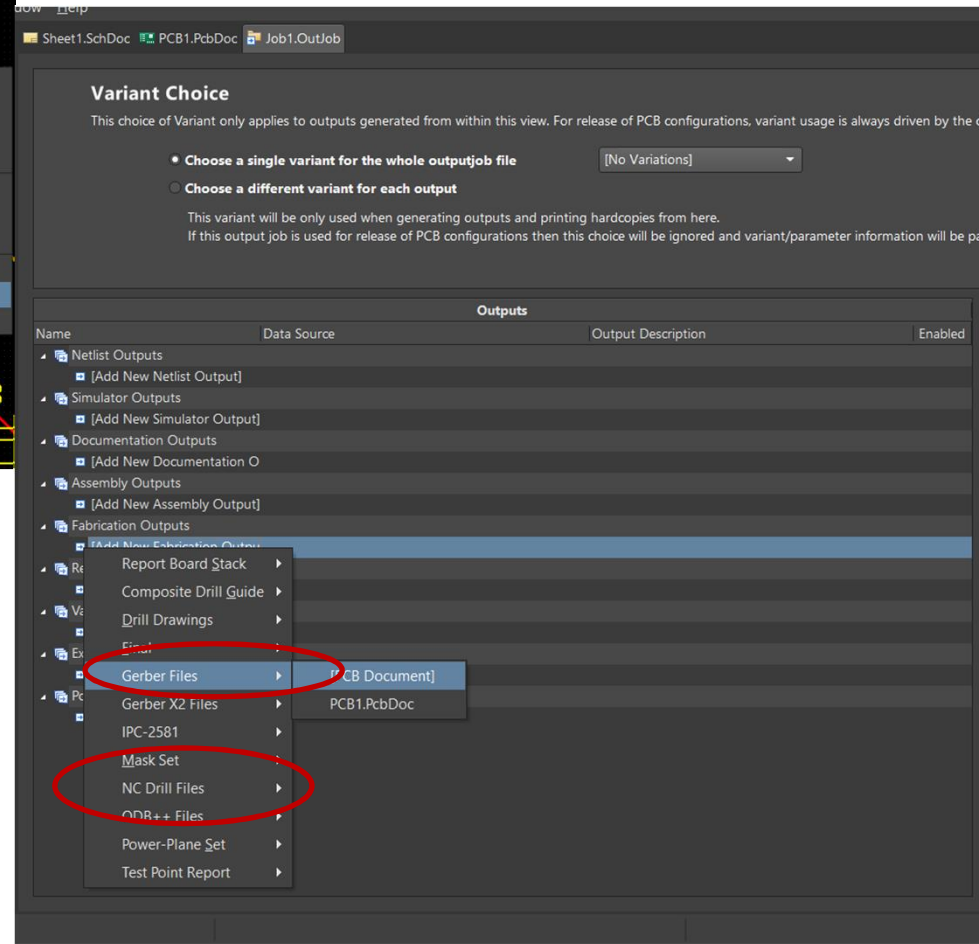 Help
Sheet1.SchDoc PCB1.PcbDoc Job1.OutJob
Variant Choice
This choice of Variant only applies to outputs generated from within this view. For release of PCB configurations, variant usage is always driven by the
Choose a single variant for the whole outputjob file [No Variations]
Choose a different variant for each output
This variant will be only used when generating outputs and printing hardcopies from here.
If this output job is used for release of PCB configurations then this choice will be ignored and variant/parameter information will be
Outputs
Name Data Source Output Description Enabled
Netlist Outputs
[Add New Netlist Output]
Simulator Outputs
[Add New Simulator Output]
Documentation Outputs
[Add New Documentation O
Assembly Outputs
[Add New Assembly Output]
Fabrication Outputs
[Add New Fabrication Outpu
Report Board Stack
Composite Drill Guide
Drill Drawings
Final
Gerber Files [PCB Document]
Gerber X2 Files PCB1.PcbDoc
IPC-2581
Mask Set
NC Drill Files
ODB++ Files
Power-Plane Set
Test Point Report